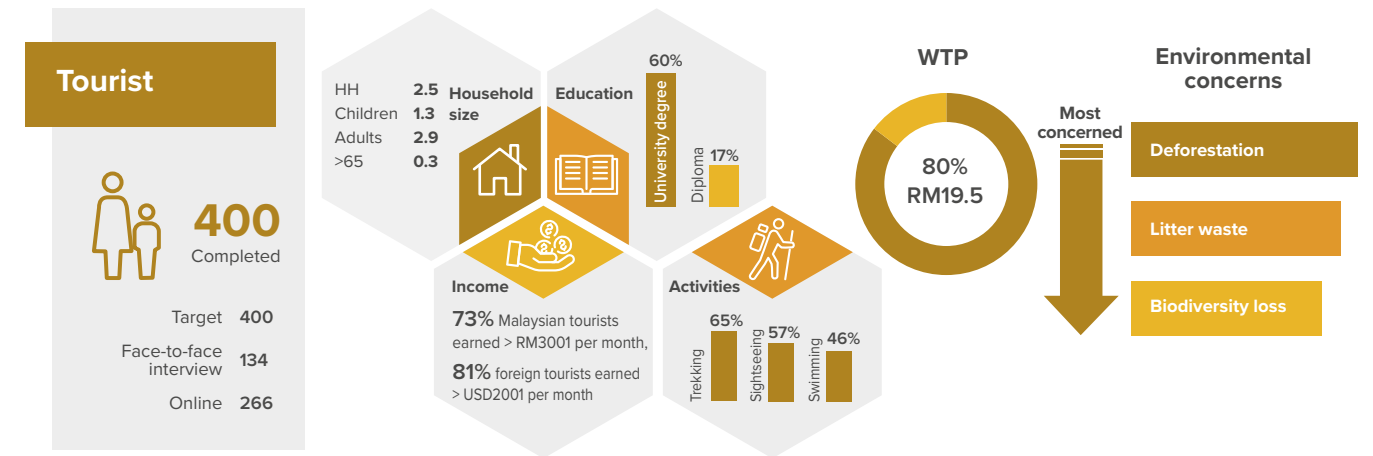 Tourist
400
Completed
Target 400
Face-to-face
interview 134
Online 266
HH 2.5
Children 1.3
Adults 2.9
>65 0.3
Household
size
Education
60%
University degree
17%
Diploma
Income
73% Malaysian tourists
earned > RM3001 per month,
81% foreign tourists earned
> USD2001 per month
Activities
65%
Trekking
57%
Sightseeing
46%
Swimming
WTP
80%
RM19.5
Environmental
concerns
Most
concerned
Deforestation
Litter waste
Biodiversity loss